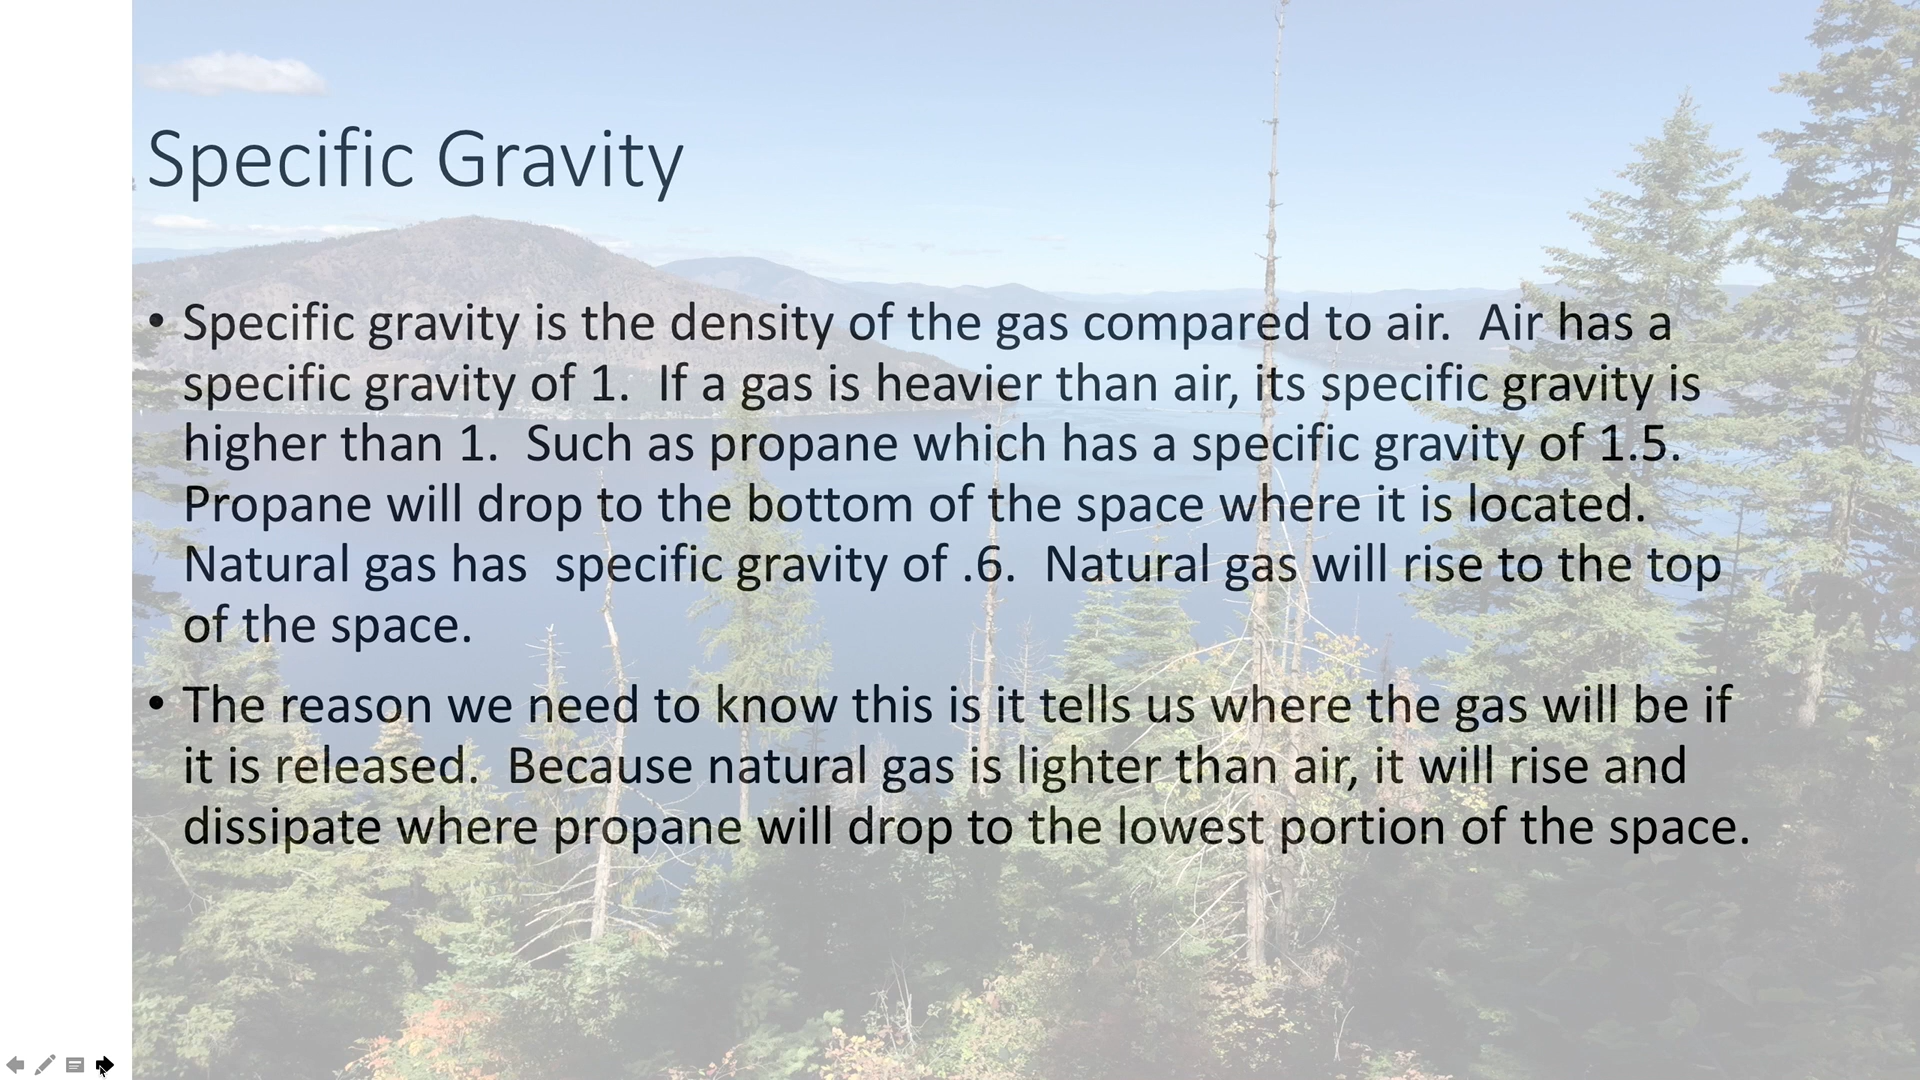 Specific Gravity
• Specific gravity is the density of the gas compared to air.  Air has a
specific gravity of 1.  If a gas is heavier than air, its specific gravity is
higher than 1.  Such as propane which has a specific gravity of 1.5.
Propane will drop to the bottom of the space where it is located.
Natural gas has  specific gravity of .6.  Natural gas will rise to the top
of the space.
• The reason we need to know this is it tells us where the gas will be if
it is released.  Because natural gas is lighter than air, it will rise and
dissipate where propane will drop to the lowest portion of the space.